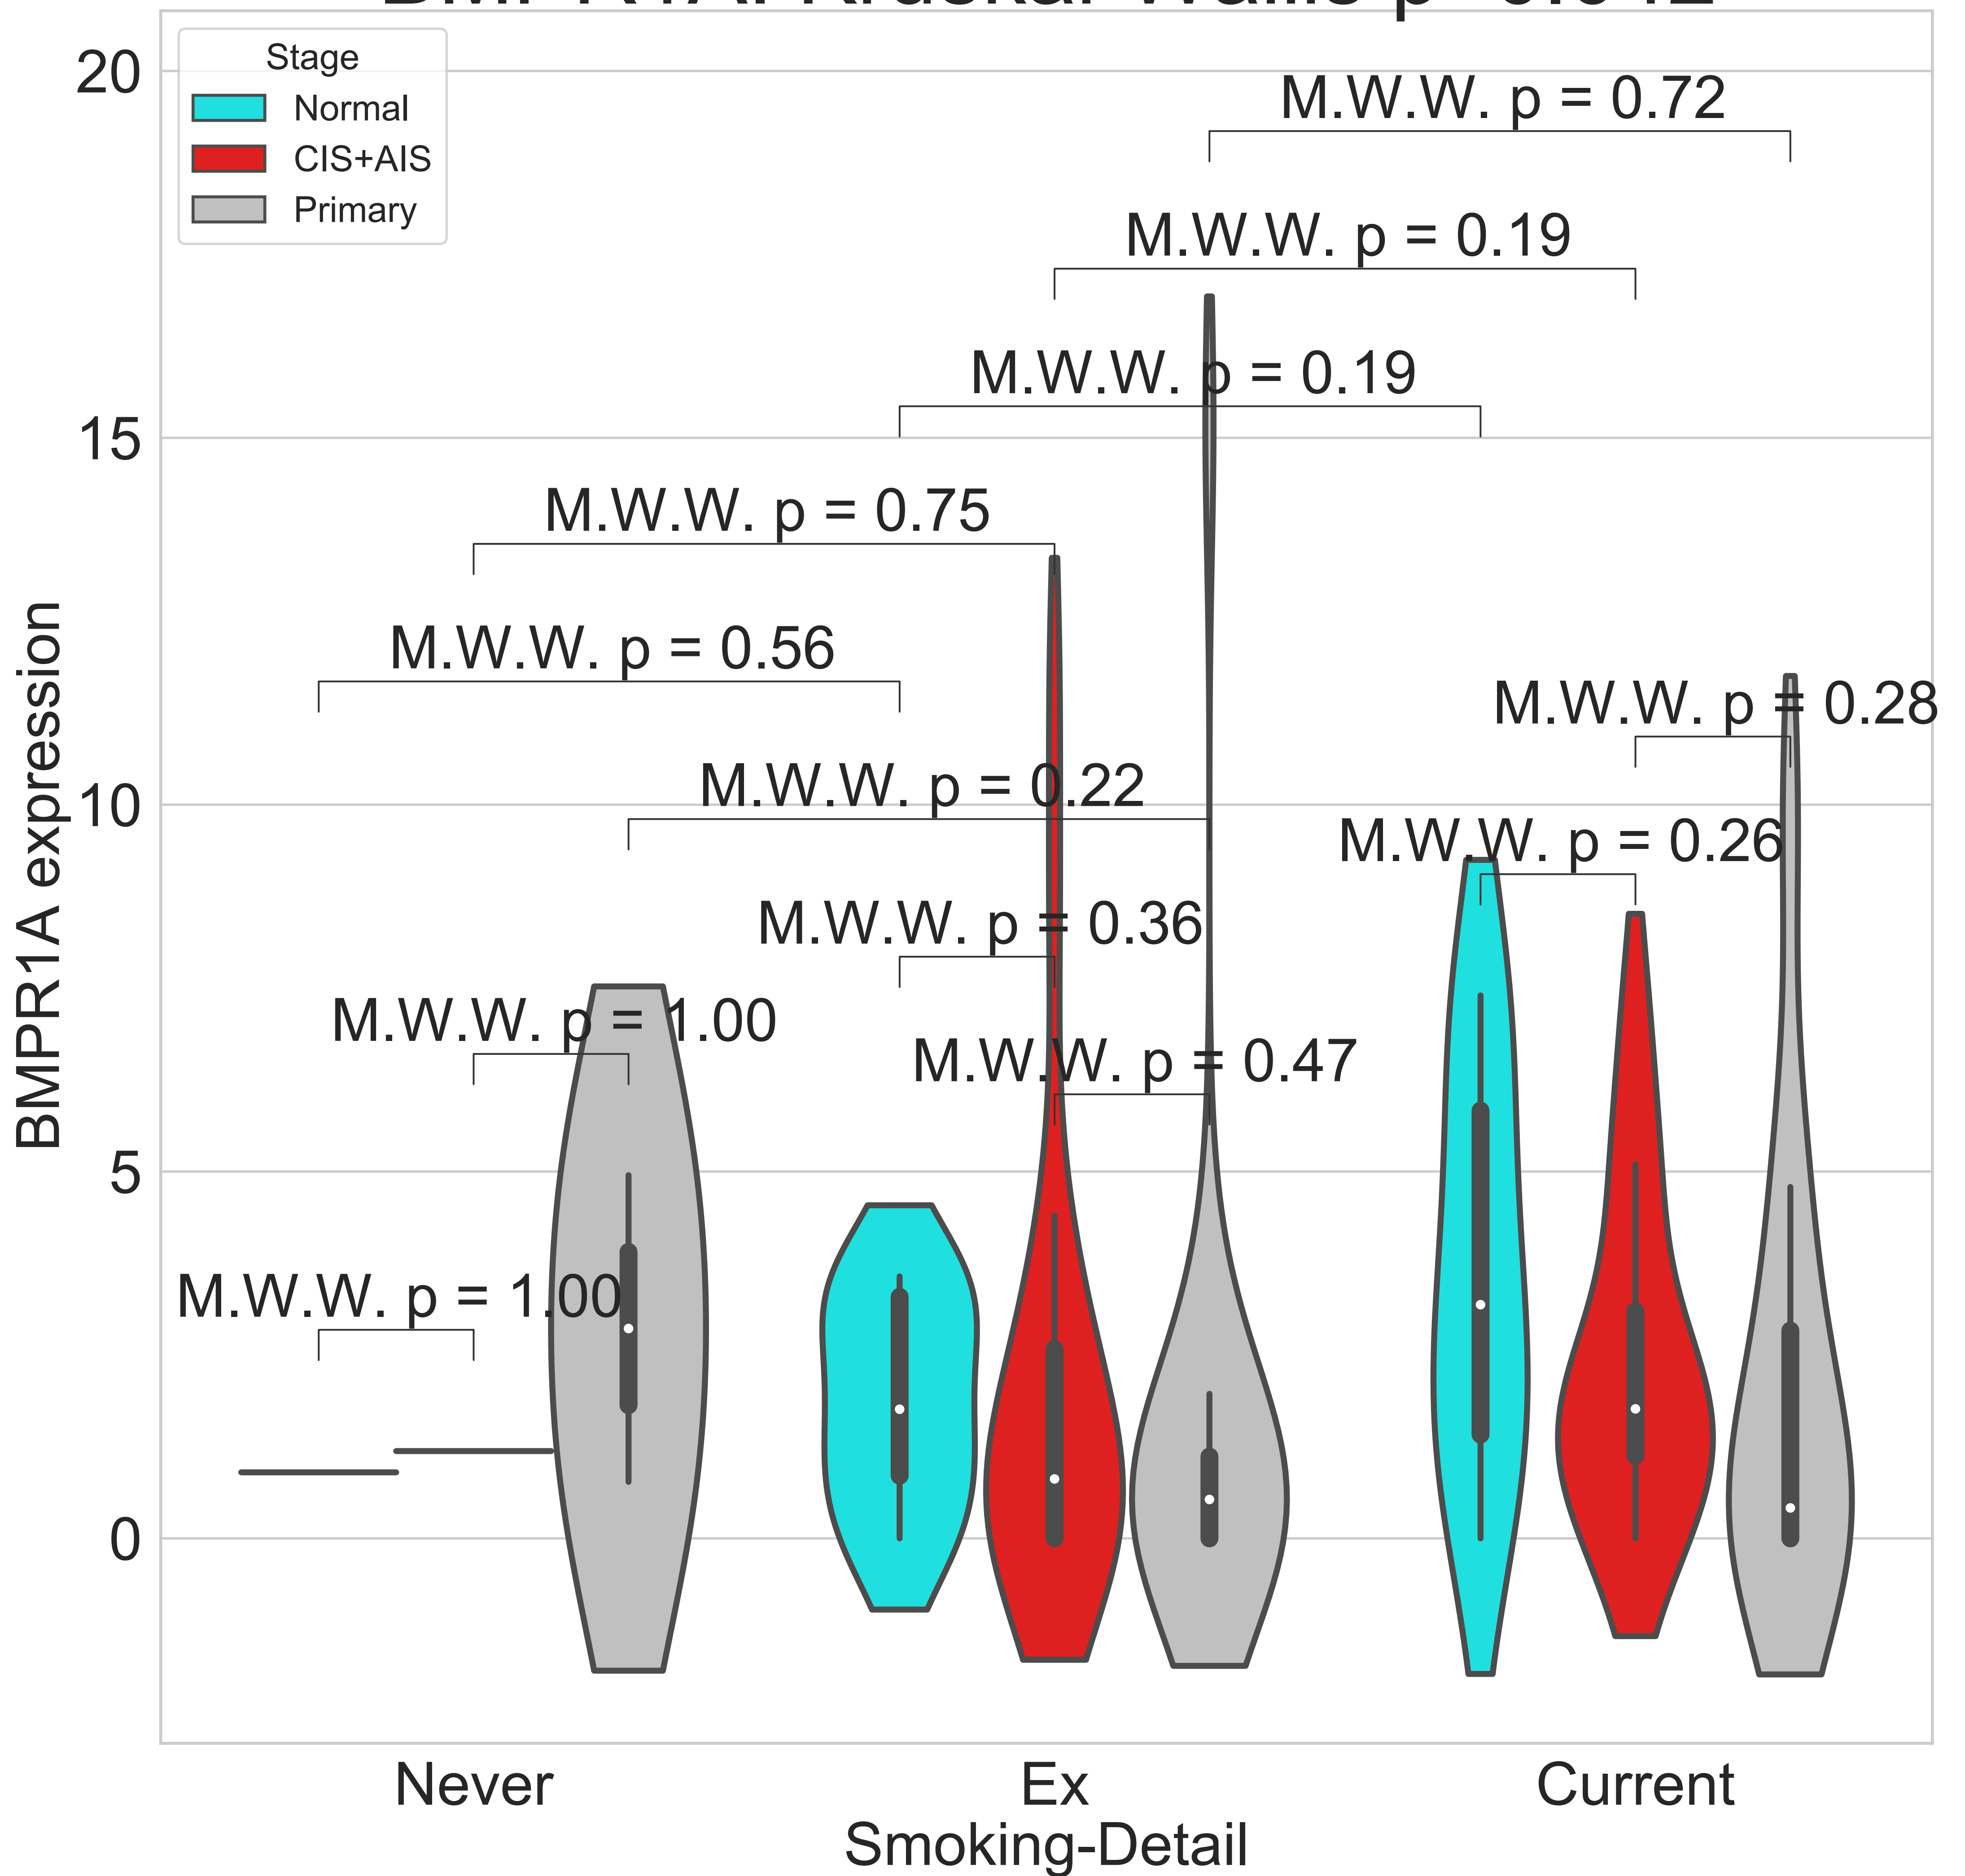 Stage
Normal
CIS+AIS
Primary
20
15
10
5
0
BMPR1A expression
M.W.W. p = 0.72
M.W.W. p = 0.19
M.W.W. p = 0.19
M.W.W. p = 0.75
M.W.W. p = 0.56
M.W.W. p = 0.28
M.W.W. p = 0.22
M.W.W. p = 0.26
M.W.W. p = 0.36
M.W.W. p = 1.00
M.W.W. p = 0.47
M.W.W. p = 1.00
Never
Ex
Current
Smoking-Detail